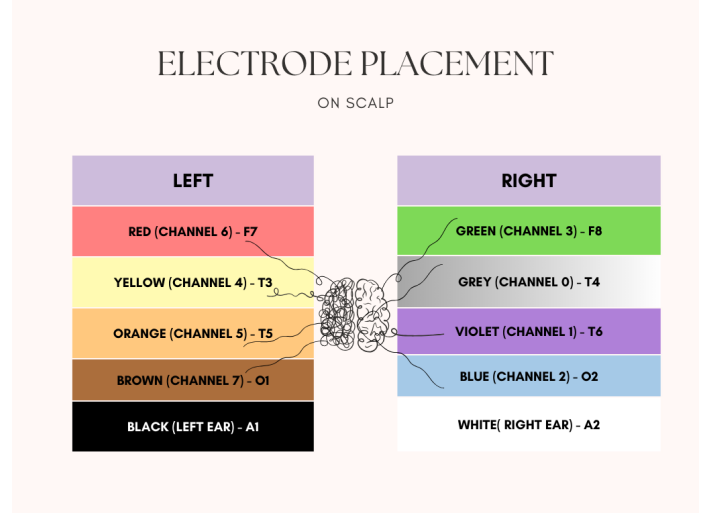 ELECTRODE PLACEMENT
ON SCALP
LEFT
RED (CHANNEL 6) - F7
YELLOW (CHANNEL 4) - T3
ORANGE (CHANNEL 5) - T5
BROWN (CHANNEL 7) - O1
BLACK (LEFT EAR) - A1
RIGHT
GREEN (CHANNEL 3) - F8
GREY (CHANNEL 0) - T4
VIOLET (CHANNEL 1) - T6
BLUE (CHANNEL 2) - O2
WHITE( RIGHT EAR) - A2